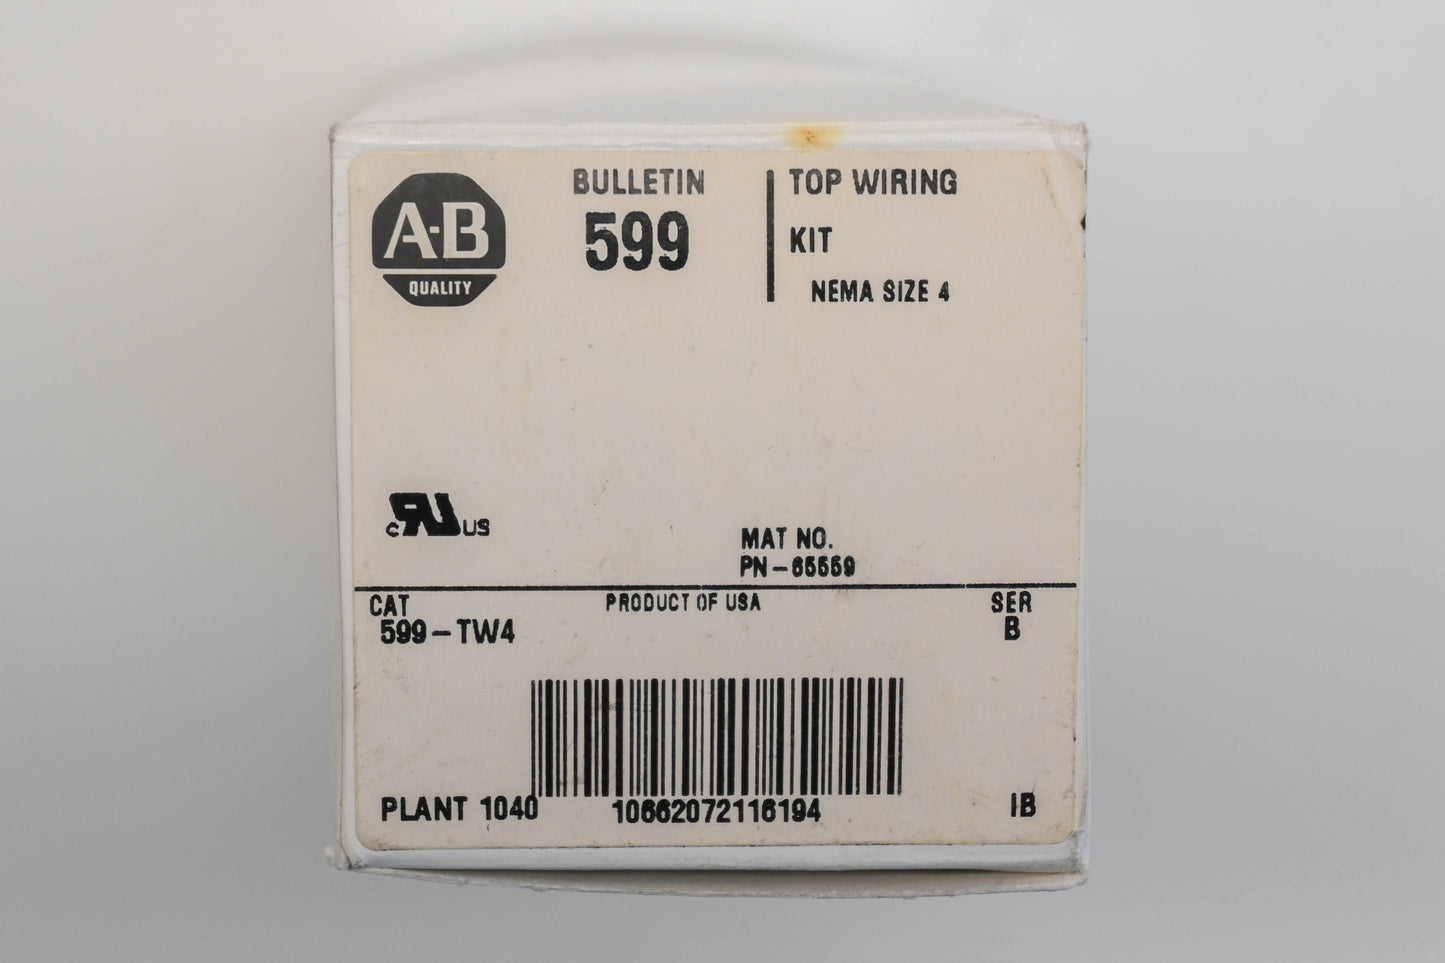 A-B
QUALITY
BULLETIN
599
TOP WIRING
KIT
NEMA SIZE 4
c RU US
MAT NO.
PN-65559
CAT
599-TW4
PRODUCT OF USA
SER
B
PLANT 1040
10662072116194
IB